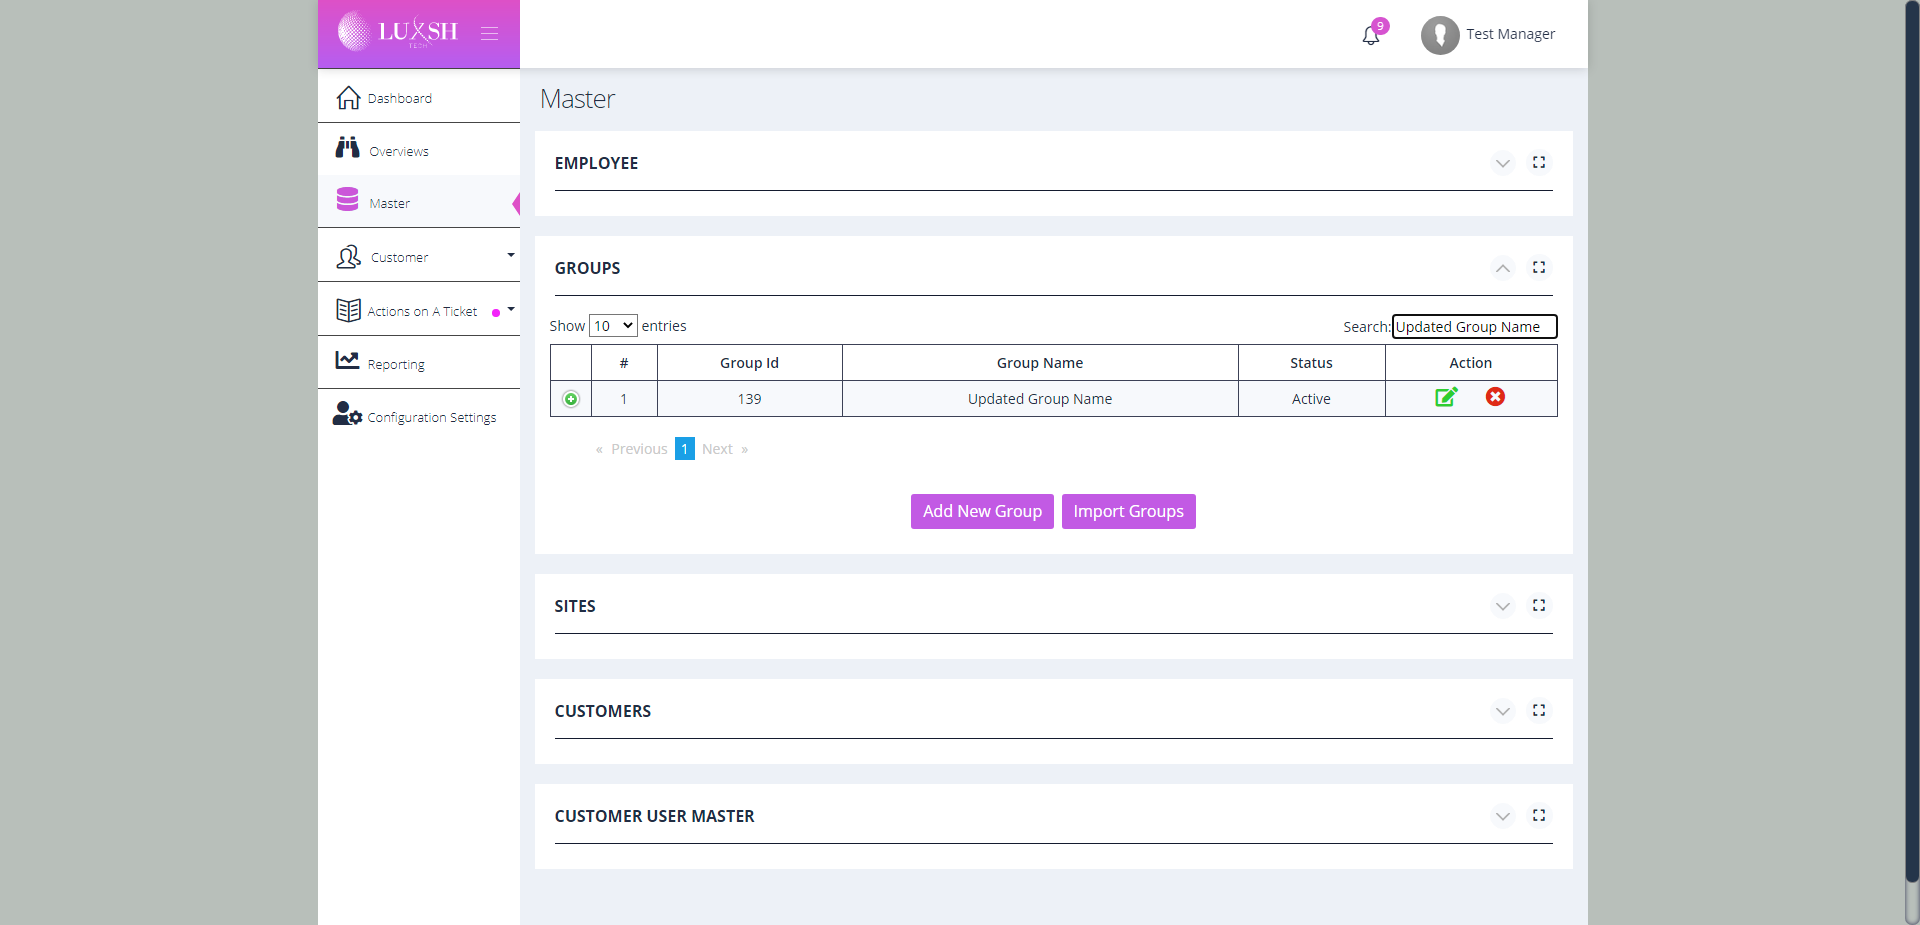 LUXSH
TECH
9
Test Manager
Dashboard
Overviews
Master
Customer
Actions on A Ticket
Reporting
Configuration Settings
Master
EMPLOYEE
GROUPS
Show 10 entries
Search: Updated Group Name
# Group Id Group Name Status Action
1 139 Updated Group Name Active
« Previous 1 Next »
Add New Group Import Groups
SITES
CUSTOMERS
CUSTOMER USER MASTER